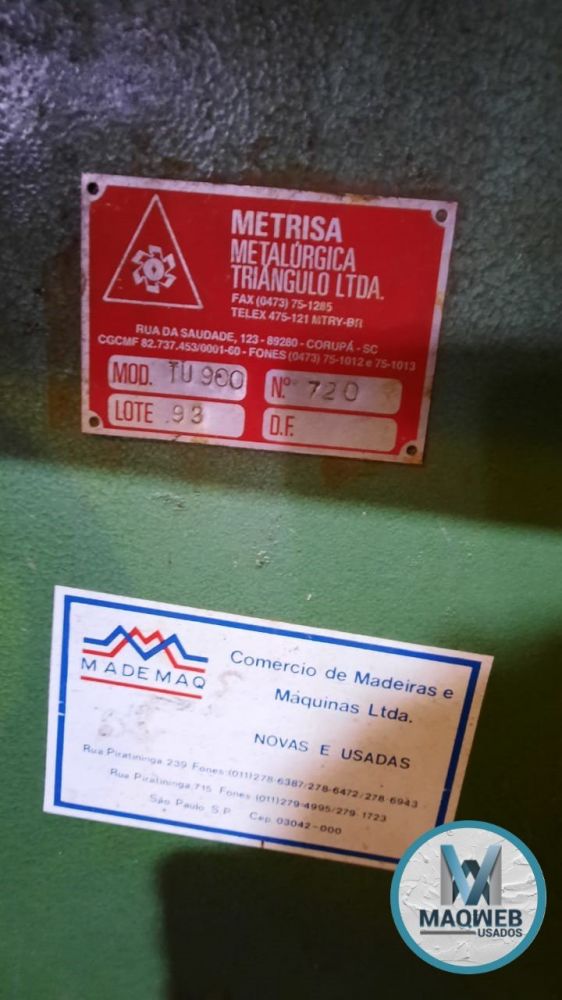 METRISA
METALÚRGICA
TRIÂNGULO LTDA.
FAX (0473) 75-1285
TELEX 475-121 MTRY-BR
RUA DA SAUDADE, 123 - 89280 - CORUPÁ - SC
CGCMF 82.737.453/0001-60 - FONES (0473) 75-1012 e 75-1013
MOD. TU 900 Nº 720
LOTE .93 D.F.
MADEMAQ
Comercio de Madeiras e
Máquinas Ltda.
NOVAS E USADAS
Rua Piratininga, 239 Fones (011) 278-6387/278-6472/278-6943
Rua Piratininga, 715 Fones (011) 279-4995/279-1723
São Paulo S.P. Cep. 03042-000
MAQWEB
USADOS